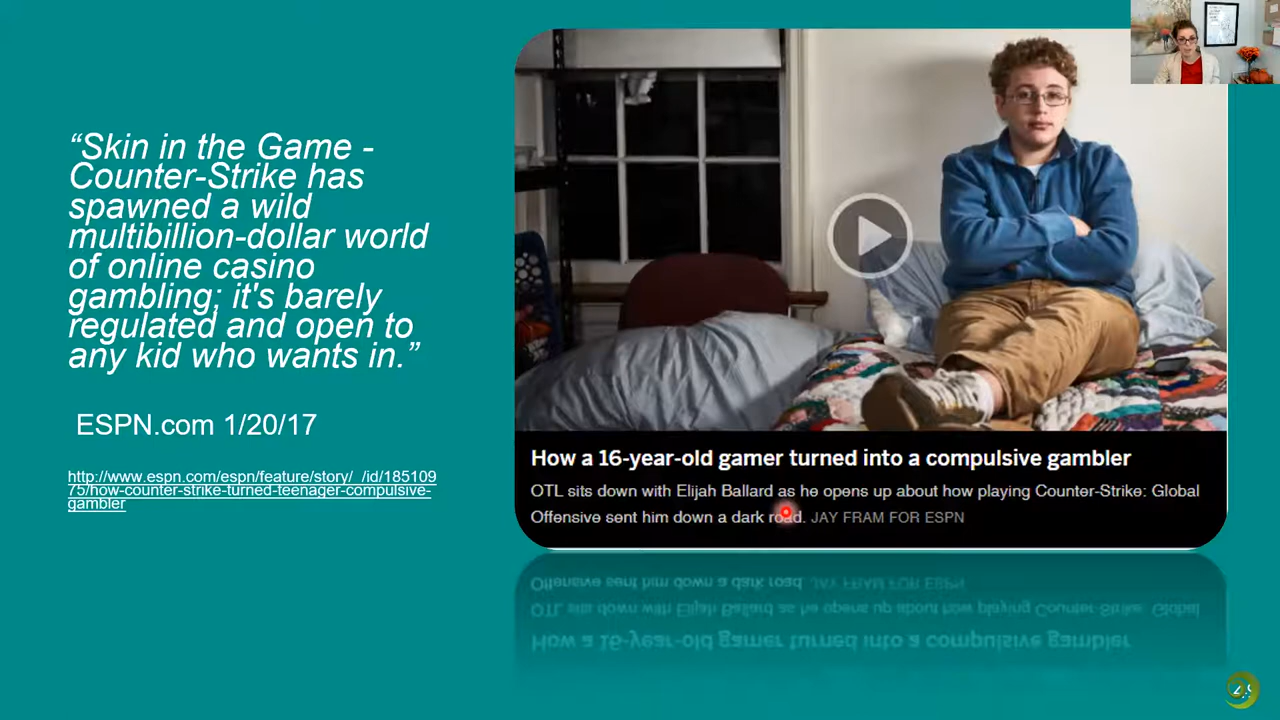 “Skin in the Game -
Counter-Strike has
spawned a wild
multibillion-dollar world
of online casino
gambling; it's barely
regulated and open to
any kid who wants in.”
ESPN.com 1/20/17
http://www.espn.com/espn/feature/story/_/id/185109
75/how-counter-strike-turned-teenager-compulsive-
gambler
How a 16-year-old gamer turned into a compulsive gambler
OTL sits down with Elijah Ballard as he opens up about how playing Counter-Strike: Global
Offensive sent him down a dark road. JAY FRAM FOR ESPN